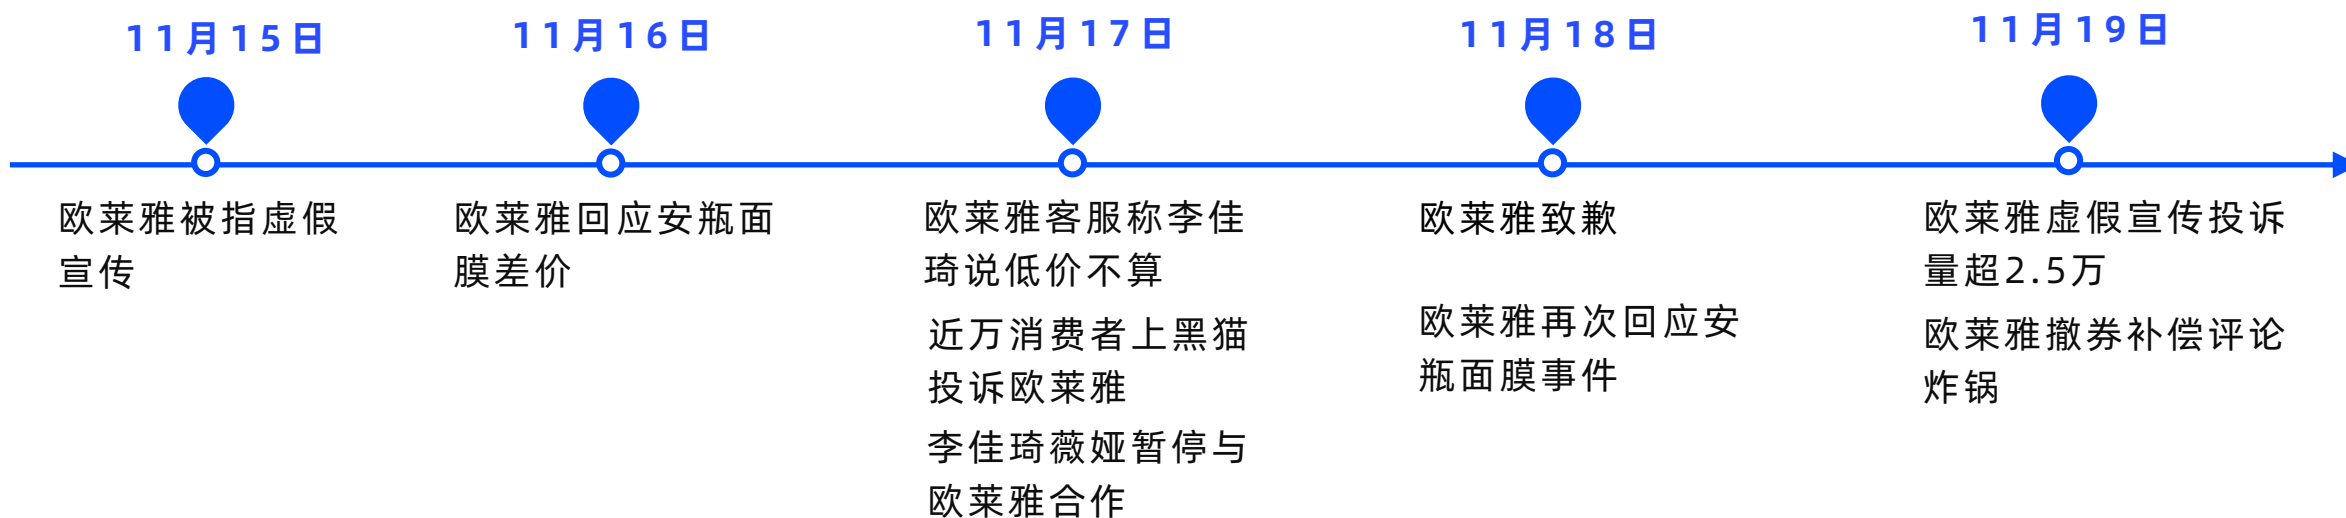 11月15日
11月16日
11月17日
11月18日
11月19日
欧莱雅被指虚假
宣传
欧莱雅回应安瓶面
膜差价
欧莱雅客服称李佳
琦说低价不算
近万消费者上黑猫
投诉欧莱雅
李佳琦薇娅暂停与
欧莱雅合作
欧莱雅致歉
欧莱雅再次回应安
瓶面膜事件
欧莱雅虚假宣传投诉
量超2.5万
欧莱雅撤券补偿评论
炸锅